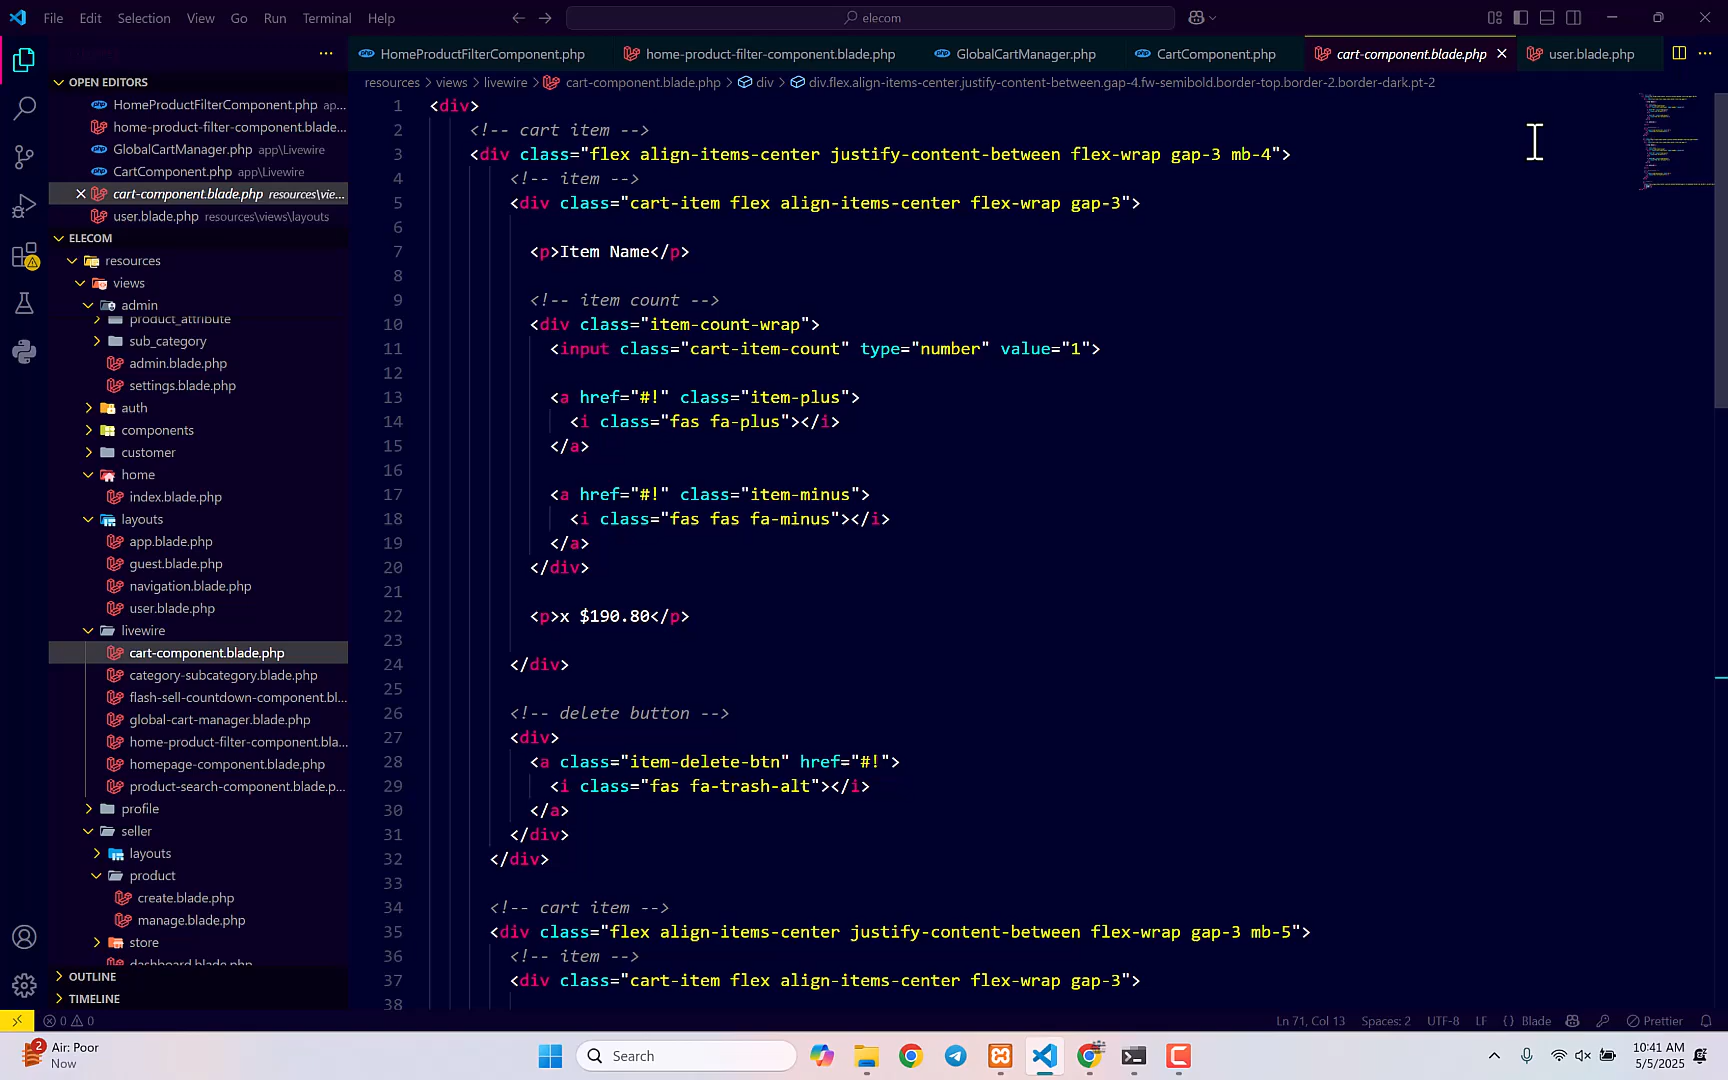 File Edit Selection View Go Run Terminal Help
elecom
HomeProductFilterComponent.php
home-product-filter-component.blade.php
GlobalCartManager.php
CartComponent.php
cart-component.blade.php
user.blade.php
resources > views > livewire > cart-component.blade.php > div > div.flex.align-items-center.justify-content-between.gap-4.fw-semibold.border-top.border-2.border-dark.pt-2
OPEN EDITORS
HomeProductFilterComponent.php ap...
home-product-filter-component.blade...
GlobalCartManager.php app\Livewire
CartComponent.php app\Livewire
cart-component.blade.php resources\vie...
user.blade.php resources\views\layouts
ELECOM
resources
views
admin
product_attribute
sub_category
admin.blade.php
settings.blade.php
auth
components
customer
home
index.blade.php
layouts
app.blade.php
guest.blade.php
navigation.blade.php
user.blade.php
livewire
cart-component.blade.php
category-subcategory.blade.php
flash-sell-countdown-component.bl...
global-cart-manager.blade.php
home-product-filter-component.bla...
homepage-component.blade.php
product-search-component.blade.p...
profile
seller
layouts
product
create.blade.php
manage.blade.php
store
dashboard.blade.php
OUTLINE
TIMELINE
1 <div>
2 <!-- cart item -->
3 <div class="flex align-items-center justify-content-between flex-wrap gap-3 mb-4">
4 <!-- item -->
5 <div class="cart-item flex align-items-center flex-wrap gap-3">
6
7 <p>Item Name</p>
8
9 <!-- item count -->
10 <div class="item-count-wrap">
11 <input class="cart-item-count" type="number" value="1">
12
13 <a href="#!" class="item-plus">
14 <i class="fas fa-plus"></i>
15 </a>
16
17 <a href="#!" class="item-minus">
18 <i class="fas fas fa-minus"></i>
19 </a>
20 </div>
21
22 <p>x $190.80</p>
23
24 </div>
25
26 <!-- delete button -->
27 <div>
28 <a class="item-delete-btn" href="#!">
29 <i class="fas fa-trash-alt"></i>
30 </a>
31 </div>
32 </div>
33
34 <!-- cart item -->
35 <div class="flex align-items-center justify-content-between flex-wrap gap-3 mb-5">
36 <!-- item -->
37 <div class="cart-item flex align-items-center flex-wrap gap-3">
38
0 0
Ln 71, Col 13 Spaces: 2 UTF-8 LF {} Blade Prettier
2
Air: Poor
Now
Search
10:41 AM
5/5/2025